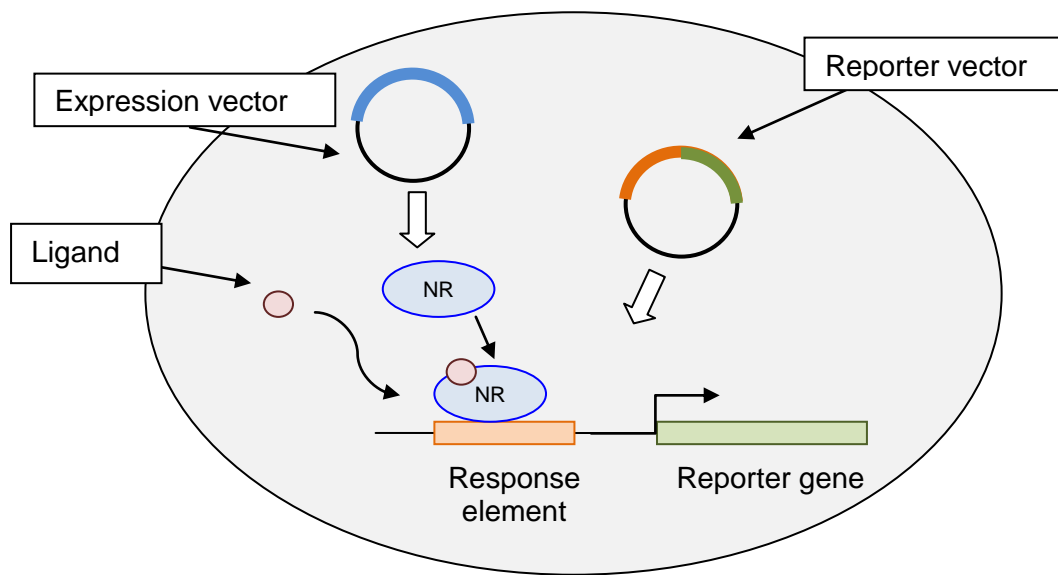 Reporter vector
Expression vector
Ligand
NR
NR
Response
element
Reporter gene